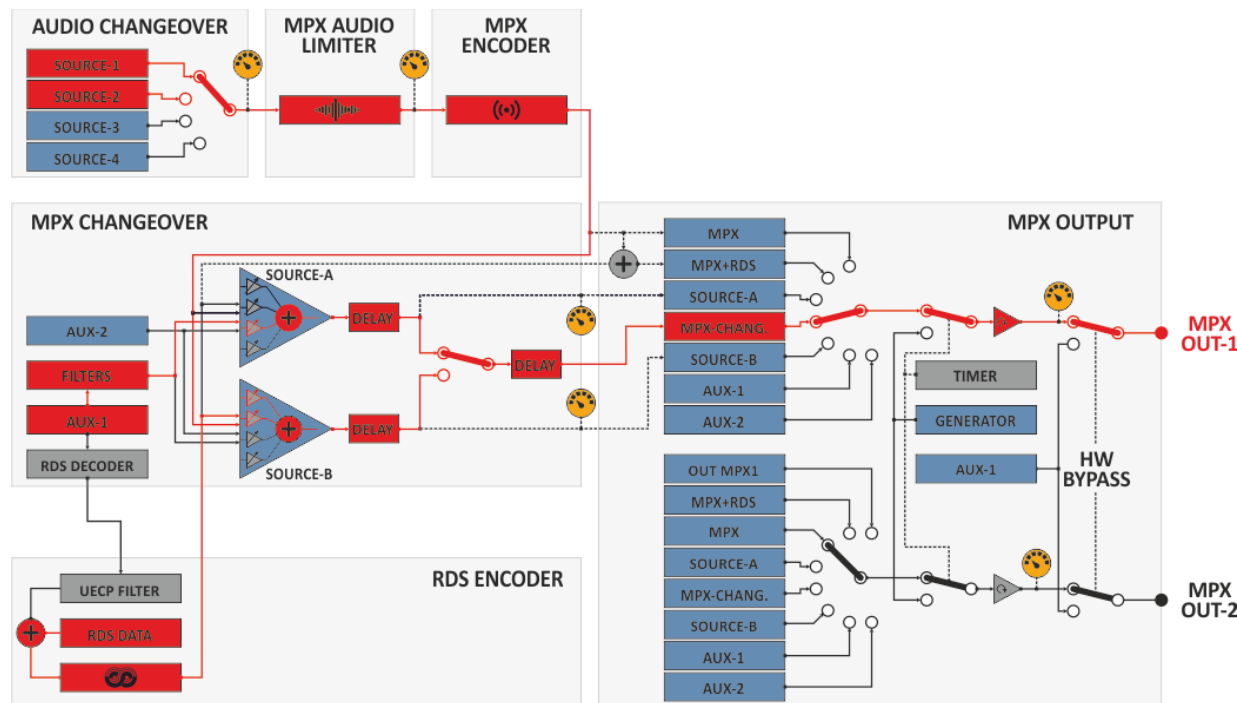 AUDIO CHANGEOVER
SOURCE-1
SOURCE-2
SOURCE-3
SOURCE-4
MPX AUDIO
LIMITER
MPX
ENCODER
MPX CHANGEOVER
SOURCE-A
AUX-2
FILTERS
AUX-1
RDS DECODER
DELAY
DELAY
DELAY
SOURCE-B
RDS ENCODER
UECP FILTER
RDS DATA
MPX OUTPUT
MPX
MPX+RDS
SOURCE-A
MPX-CHANG.
SOURCE-B
AUX-1
AUX-2
TIMER
GENERATOR
AUX-1
HW
BYPASS
MPX
OUT-1
OUT MPX1
MPX+RDS
MPX
SOURCE-A
MPX-CHANG.
SOURCE-B
AUX-1
AUX-2
MPX
OUT-2